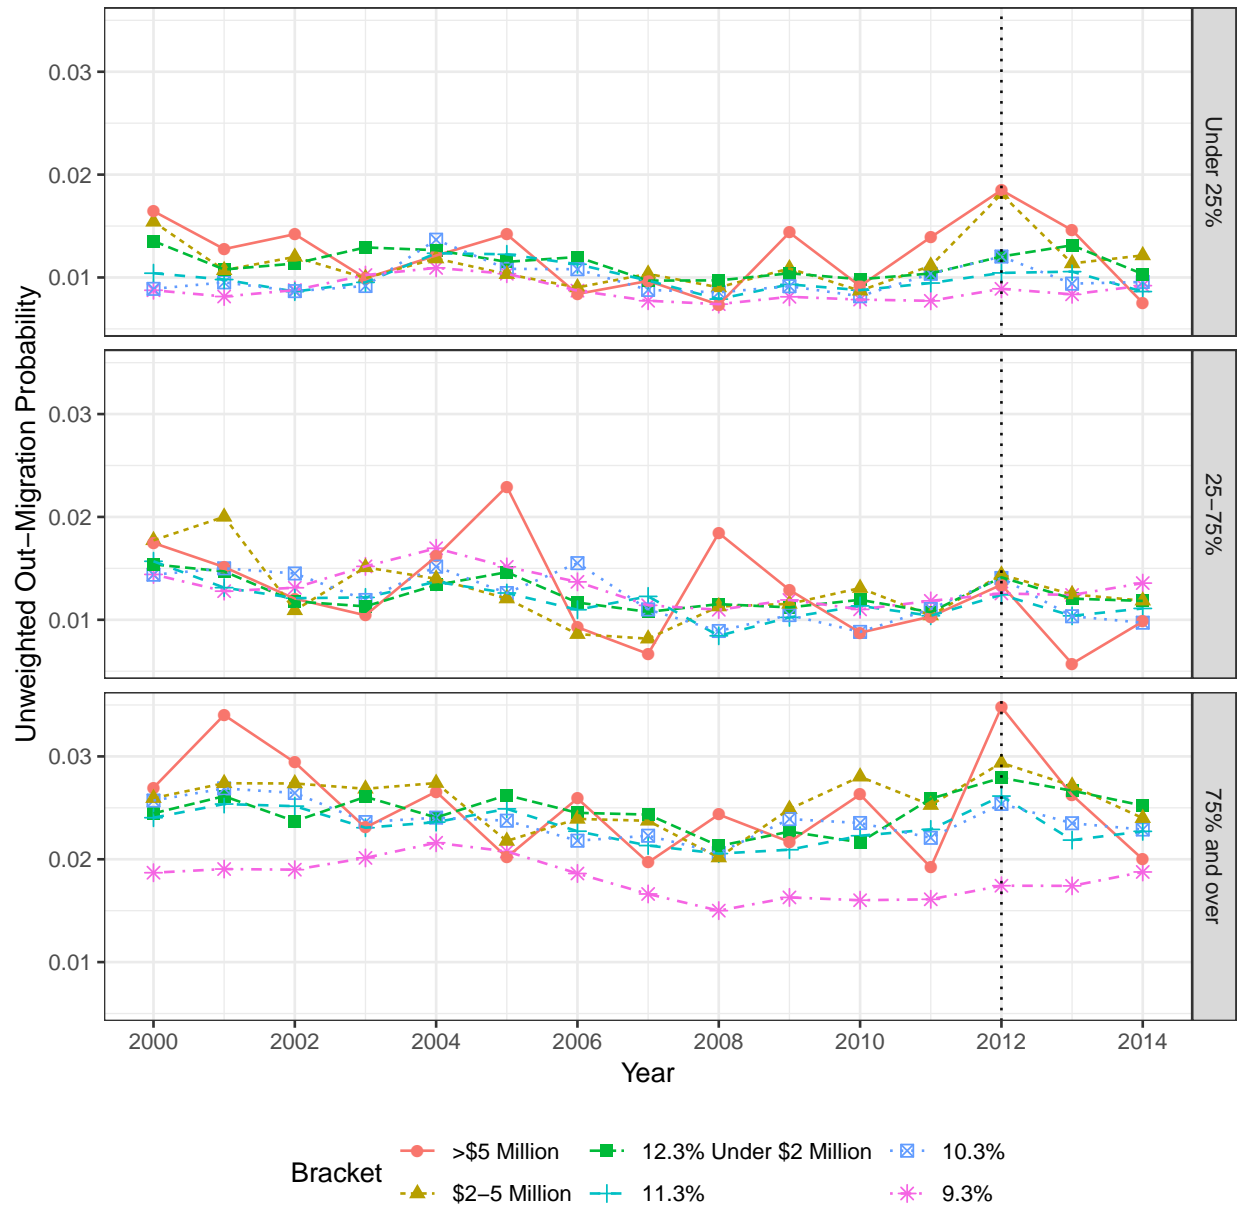 Unweighted Out−Migration Probability
0.03
0.02
0.01
Under 25%
0.03
0.02
0.01
25−75%
0.03
0.02
0.01
75% and over
2000 2002 2004 2006 2008 2010 2012 2014
Year
Bracket
>$5 Million 12.3% Under $2 Million 10.3%
$2−5 Million 11.3% 9.3%